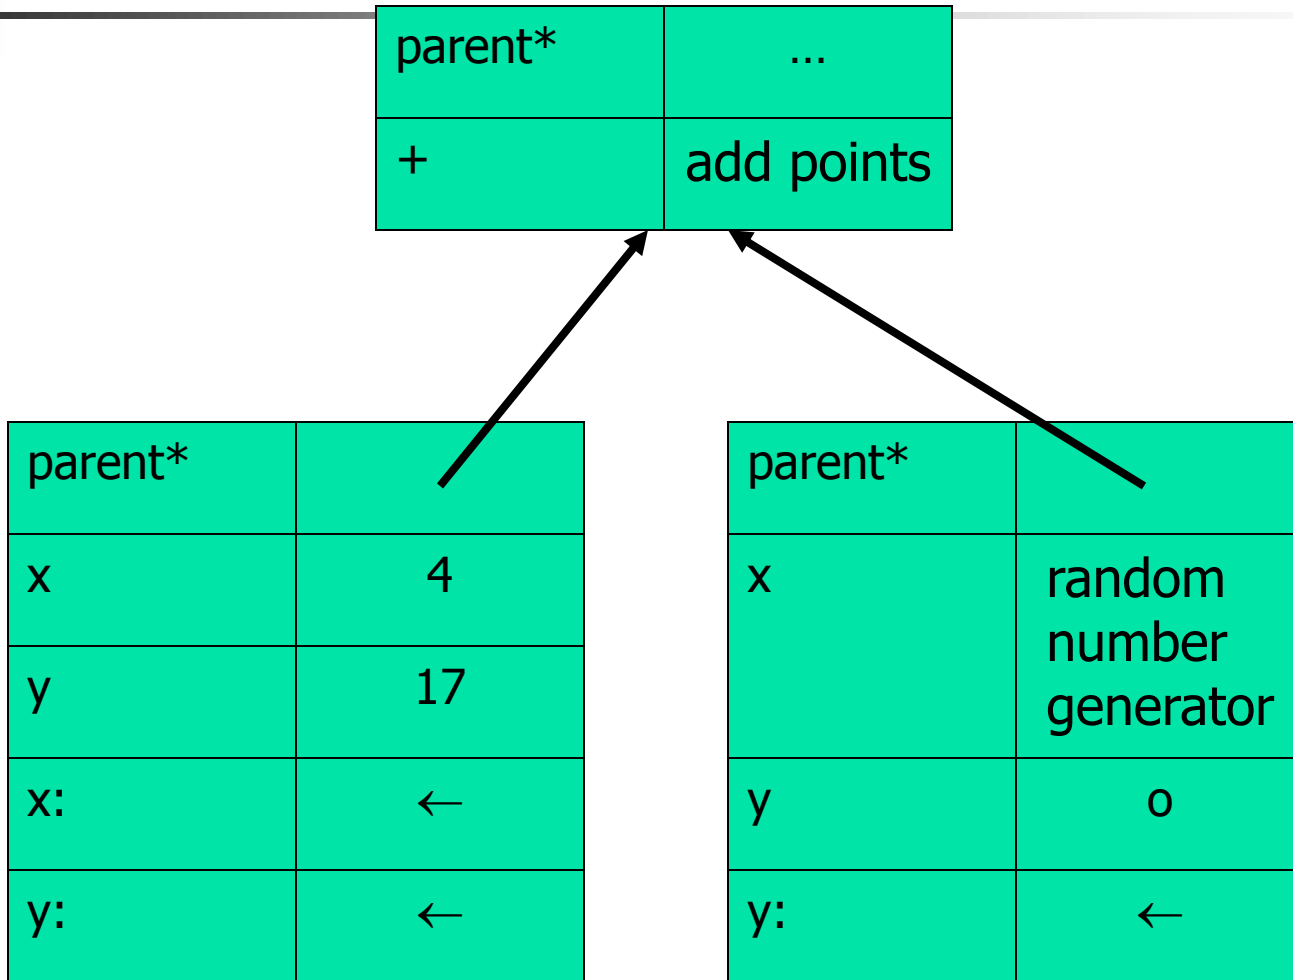 parent* …
+ add points
parent*
x 4
y 17
x: ←
y: ←
parent*
x random
number
generator
y o
y: ←